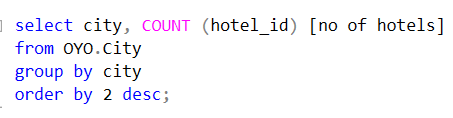 select city, COUNT (hotel_id) [no of hotels]
from OYO.City
group by city
order by 2 desc;